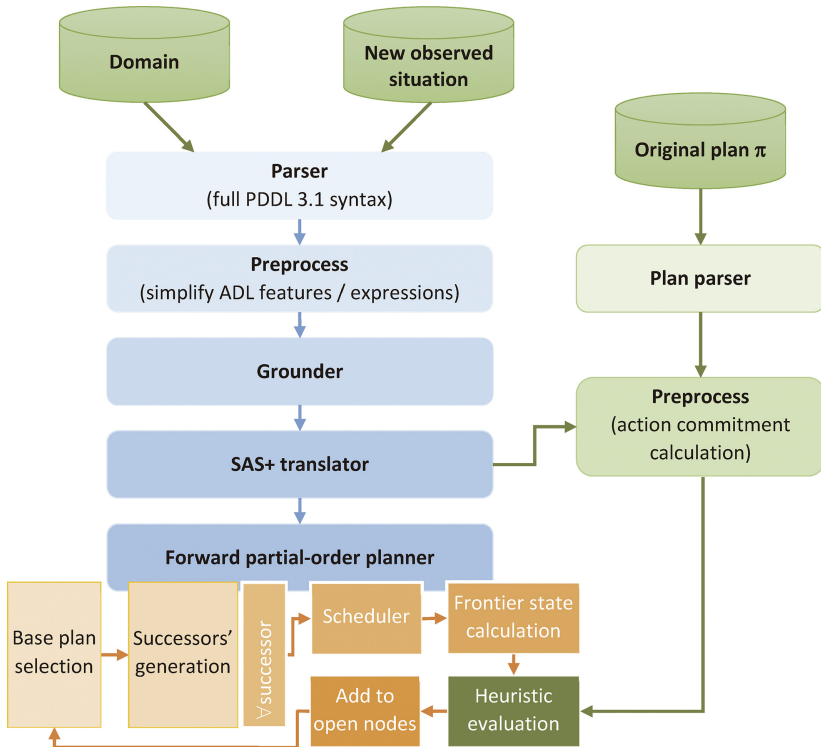 Domain
New observed
situation
Original plan π
Parser
(full PDDL 3.1 syntax)
Preprocess
(simplify ADL features / expressions)
Plan parser
Grounder
Preprocess
(action commitment
calculation)
SAS+ translator
Forward partial-order planner
Base plan
selection
Successors’
generation
∀ successor
Scheduler
Frontier state
calculation
Heuristic
evaluation
Add to
open nodes